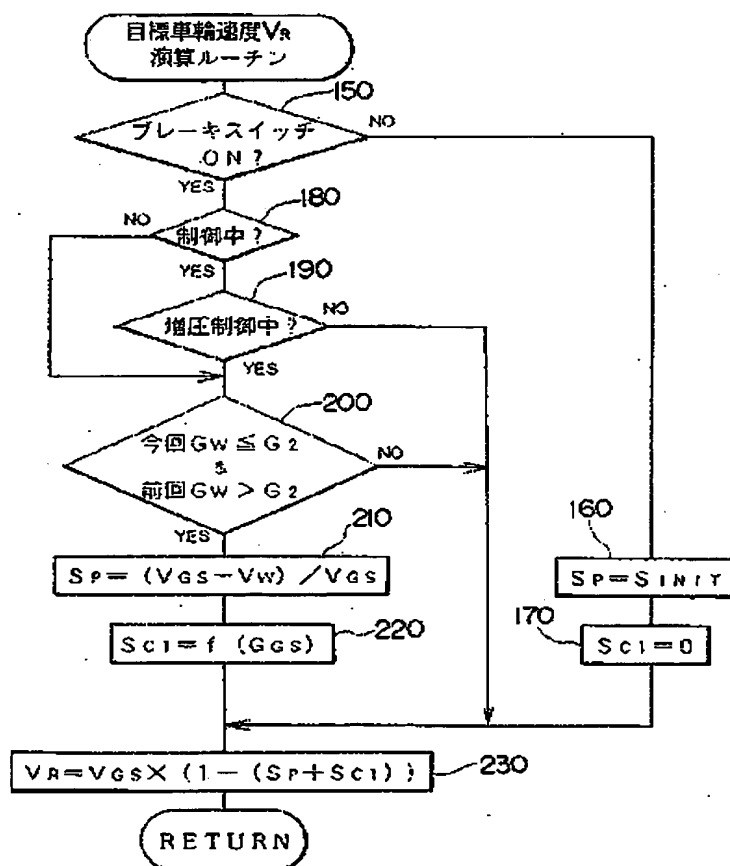 目標車輪速度VR
演算ルーチン
150
ブレーキスイッチ
ON?
NO
YES
180
NO
制御中?
YES
190
増圧制御中?
NO
YES
200
今回GW≦G2
&
前回GW>G2
NO
YES
210
SP=(VGS-VW)/VGS
160
SP=SINIT
220
SC1=f(GGS)
170
SC1=0
VR=VGS×(1-(SP+SC1))
230
RETURN